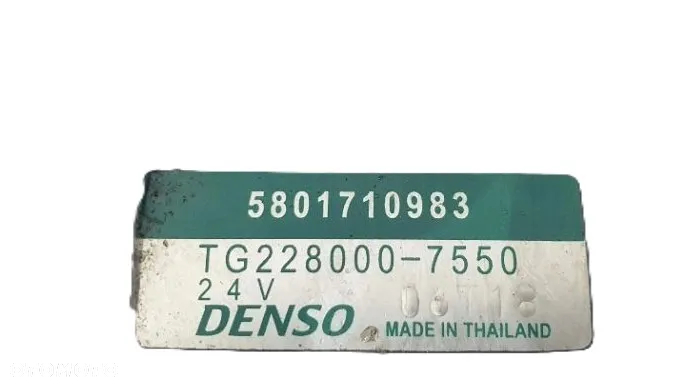 5801710983
TG228000-7550
24V
DENSO
MADE IN THAILAND